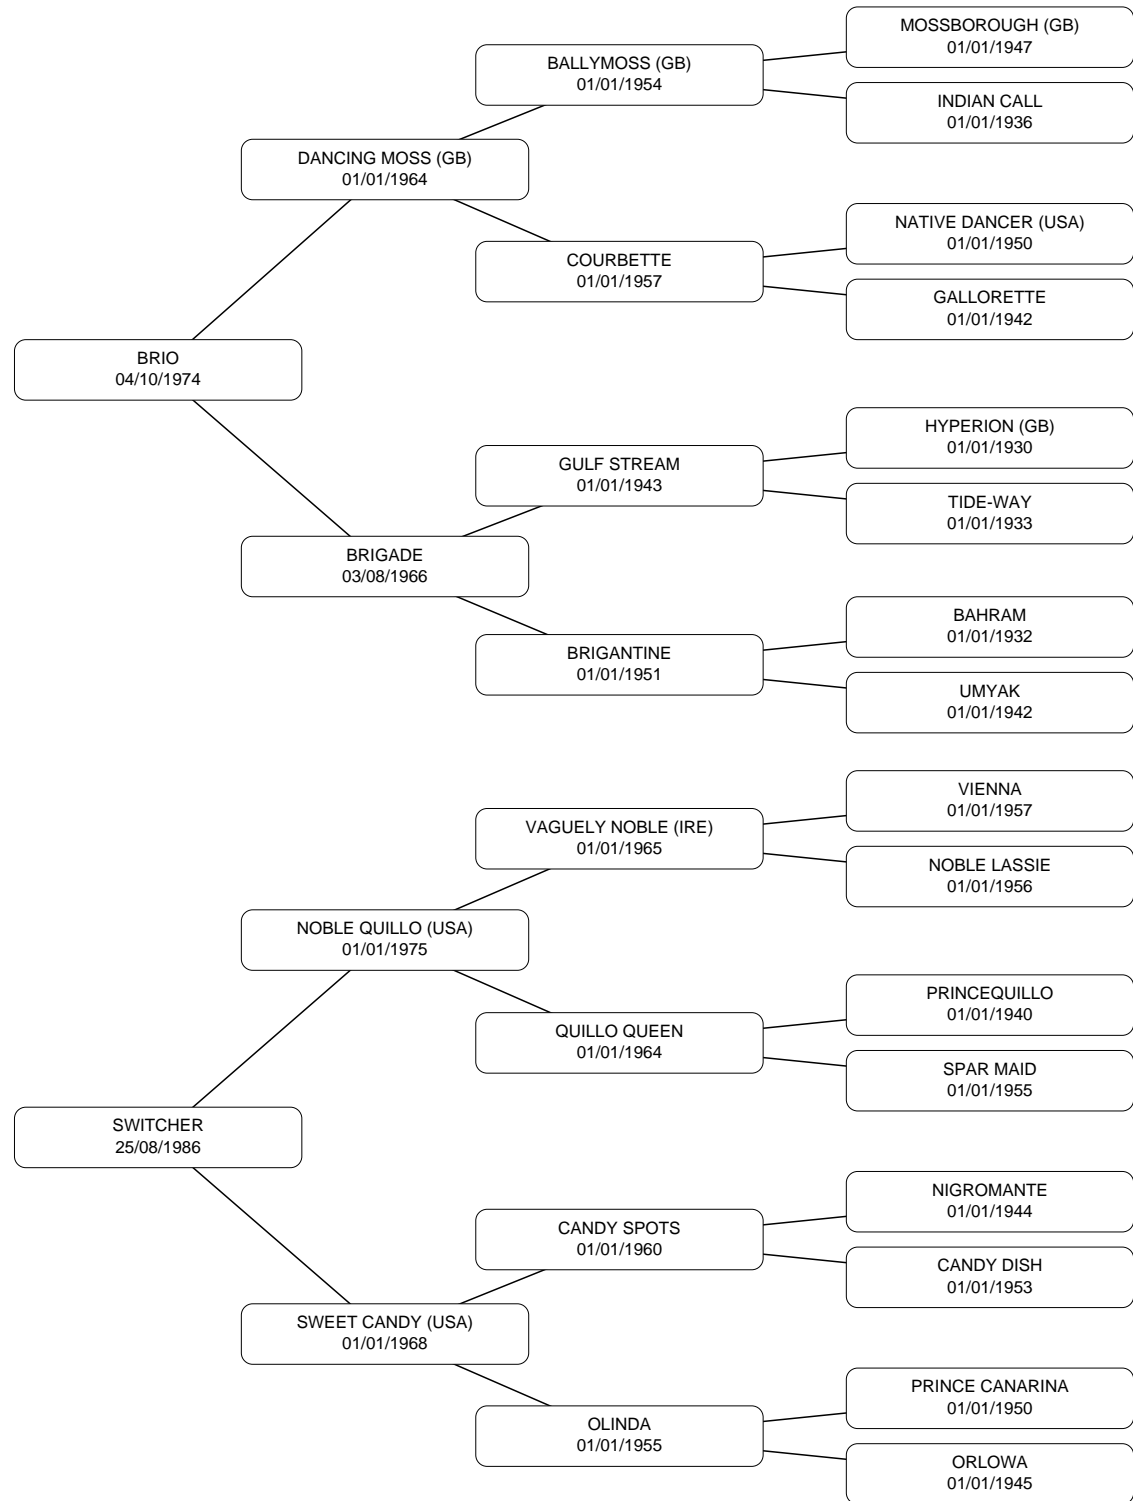 MOSSBOROUGH (GB)
01/01/1947
BALLYMOSS (GB)
01/01/1954
INDIAN CALL
01/01/1936
DANCING MOSS (GB)
01/01/1964
NATIVE DANCER (USA)
01/01/1950
COURBETTE
01/01/1957
GALLORETTE
01/01/1942
BRIO
04/10/1974
HYPERION (GB)
01/01/1930
GULF STREAM
01/01/1943
TIDE-WAY
01/01/1933
BRIGADE
03/08/1966
BAHRAM
01/01/1932
BRIGANTINE
01/01/1951
UMYAK
01/01/1942
VIENNA
01/01/1957
VAGUELY NOBLE (IRE)
01/01/1965
NOBLE LASSIE
01/01/1956
NOBLE QUILLO (USA)
01/01/1975
PRINCEQUILLO
01/01/1940
QUILLO QUEEN
01/01/1964
SPAR MAID
01/01/1955
SWITCHER
25/08/1986
NIGROMANTE
01/01/1944
CANDY SPOTS
01/01/1960
CANDY DISH
01/01/1953
SWEET CANDY (USA)
01/01/1968
PRINCE CANARINA
01/01/1950
OLINDA
01/01/1955
ORLOWA
01/01/1945